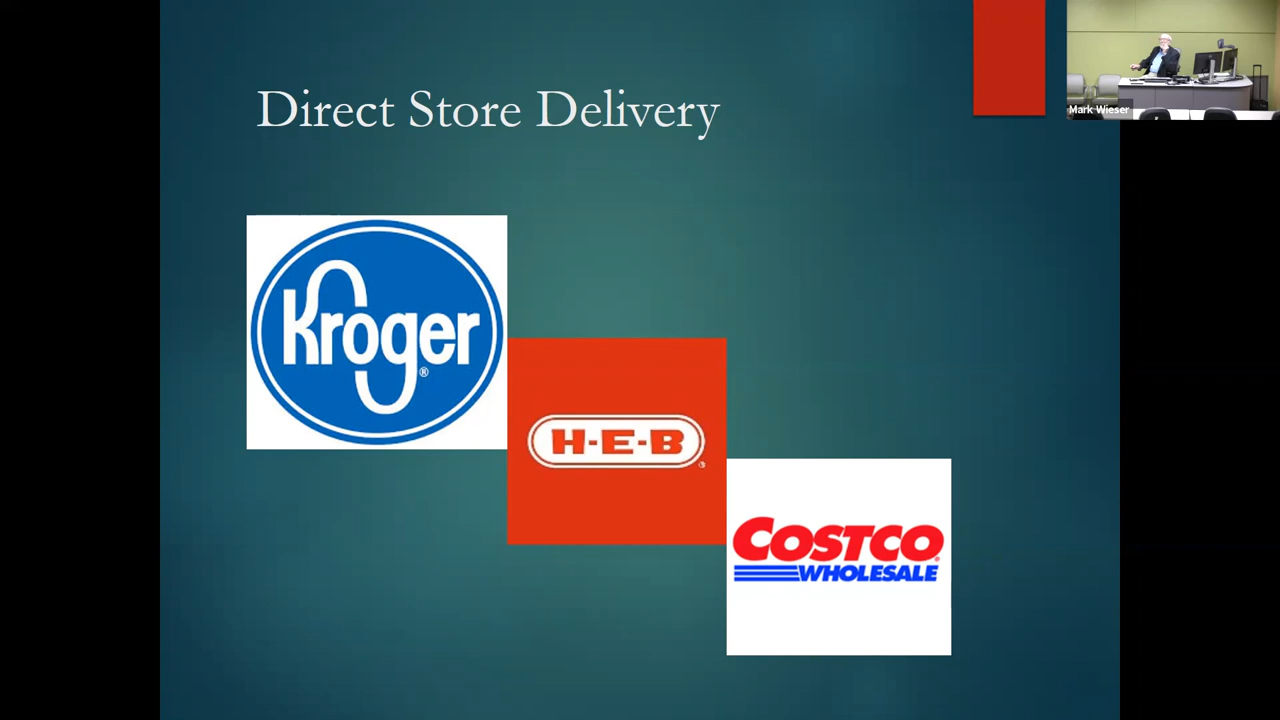 Direct Store Delivery
Mark Wieser
Kroger®
H-E-B®
COSTCO®
WHOLESALE